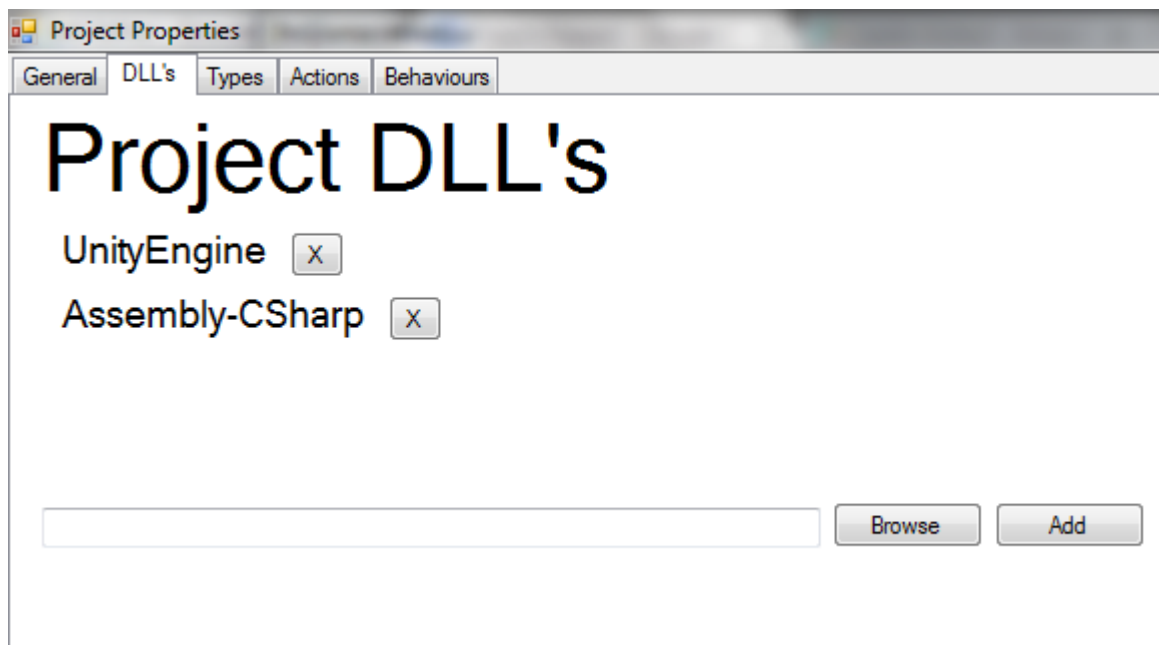 Project Properties
General DLL's Types Actions Behaviours
Project DLL's
UnityEngine X
Assembly-CSharp X
Browse Add